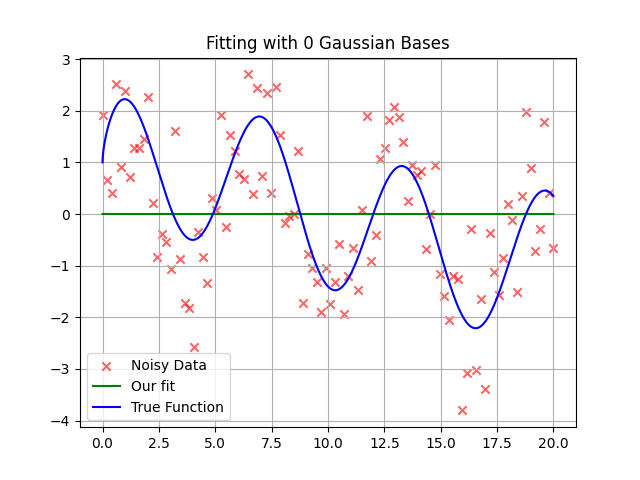 Fitting with 0 Gaussian Bases
3
2
1
0
−1
−2
−3
−4
Noisy Data
Our fit
True Function
0.0 2.5 5.0 7.5 10.0 12.5 15.0 17.5 20.0